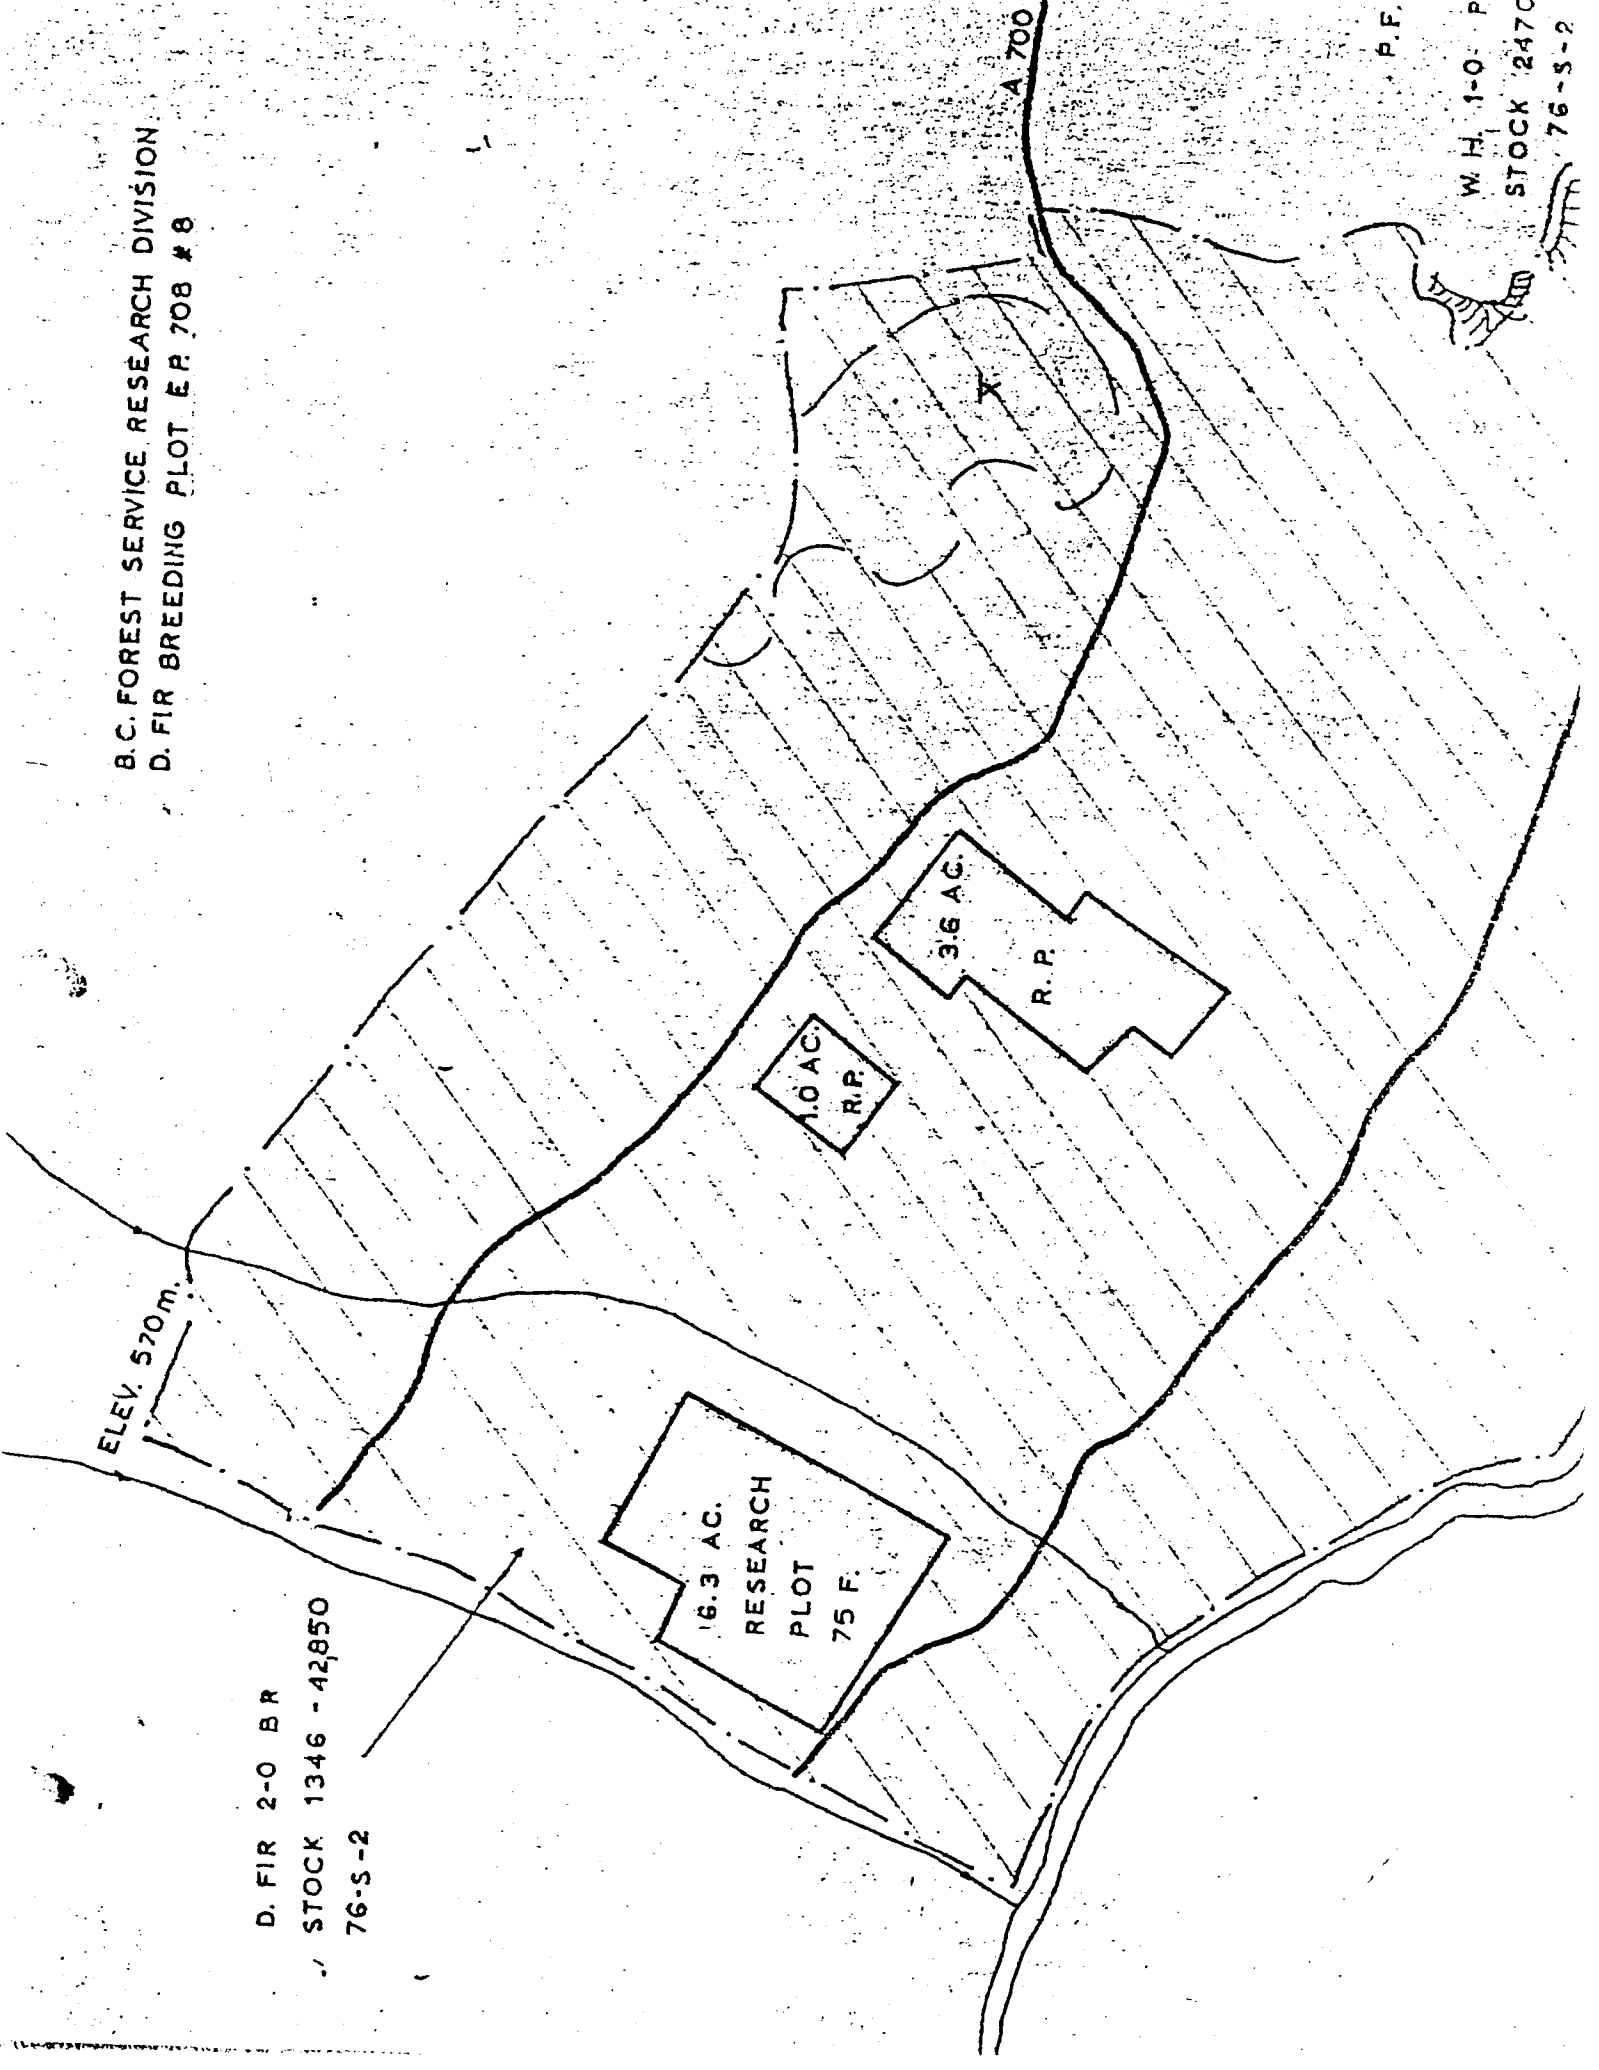 B.C. FOREST SERVICE RESEARCH DIVISION
D. FIR BREEDING PLOT E.P. 708 #8
ELEV. 570m.
D. FIR 2-0 BR
STOCK 1346 - 42,850
76-S-2
16.3 AC.
RESEARCH
PLOT
75 F.
1.0 AC.
R.P.
3.6 AC.
R.P.
A 700
P.F.
W.H. 1-0 P
STOCK 2470
76-S-2